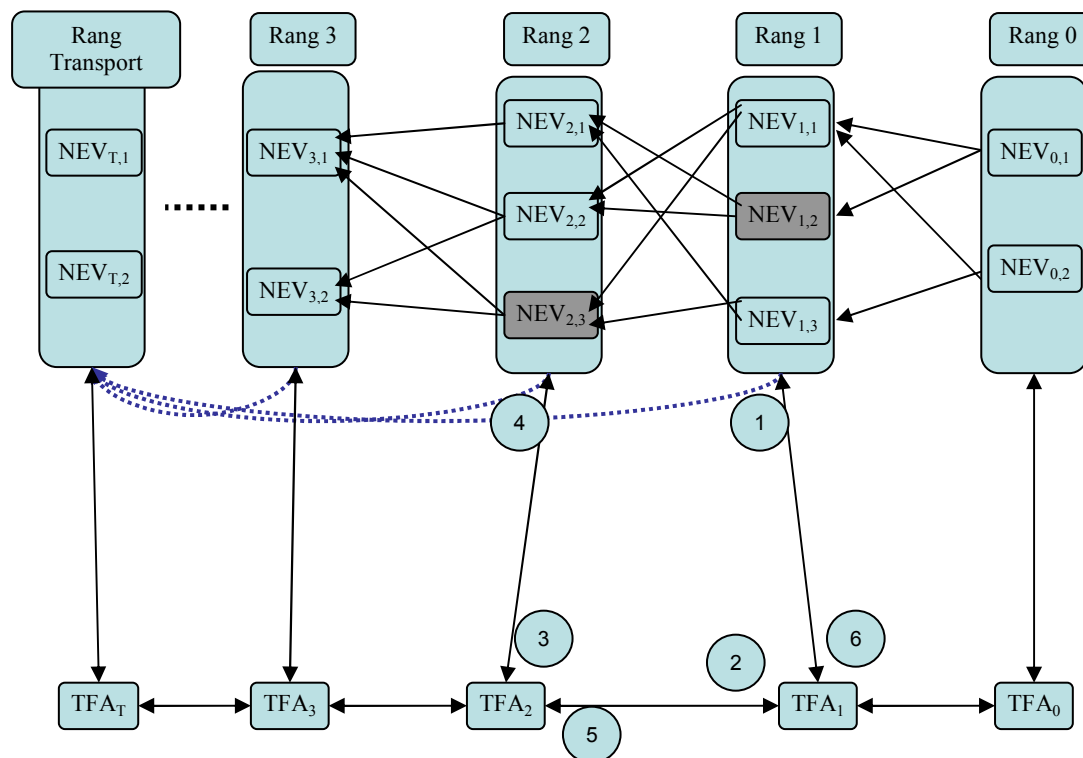 Rang
Transport
Rang 3
Rang 2
Rang 1
Rang 0
NEV2,1
NEV1,1
NEV0,1
NEVT,1
NEV3,1
NEV2,2
NEV1,2
NEVT,2
NEV3,2
NEV0,2
NEV2,3
NEV1,3
4
1
3
2
6
TFAT
TFA3
TFA2
TFA1
TFA0
5